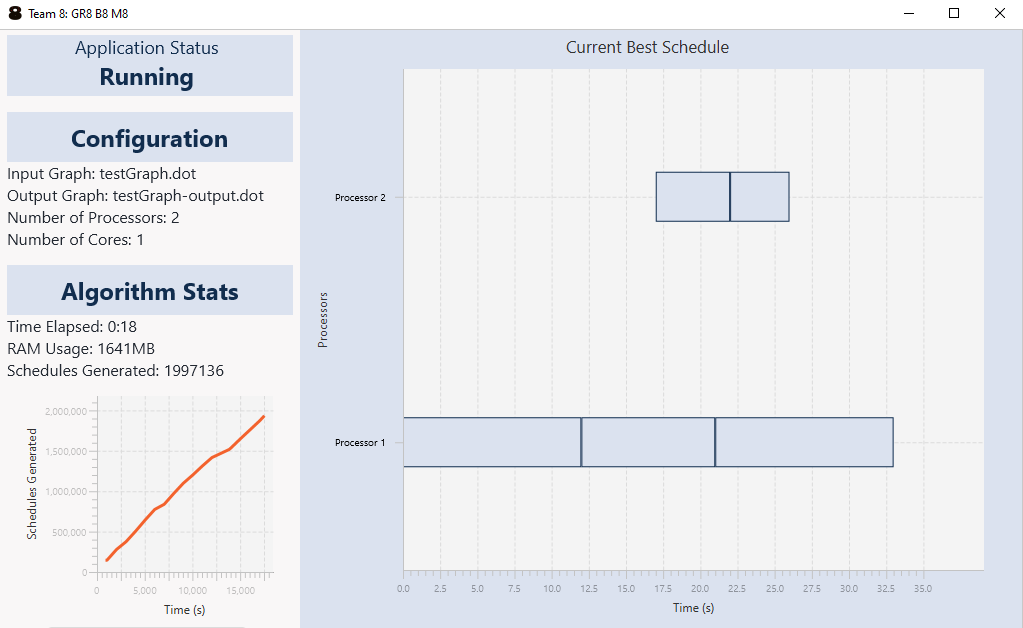 Team 8: GR8 B8 M8
Application Status
Running
Configuration
Input Graph: testGraph.dot
Output Graph: testGraph-output.dot
Number of Processors: 2
Number of Cores: 1
Algorithm Stats
Time Elapsed: 0:18
RAM Usage: 1641MB
Schedules Generated: 1997136
Schedules Generated
2,000,000
1,500,000
1,000,000
500,000
0
0 5,000 10,000 15,000
Time (s)
Current Best Schedule
Processors
Processor 2
Processor 1
0.0 2.5 5.0 7.5 10.0 12.5 15.0 17.5 20.0 22.5 25.0 27.5 30.0 32.5 35.0
Time (s)